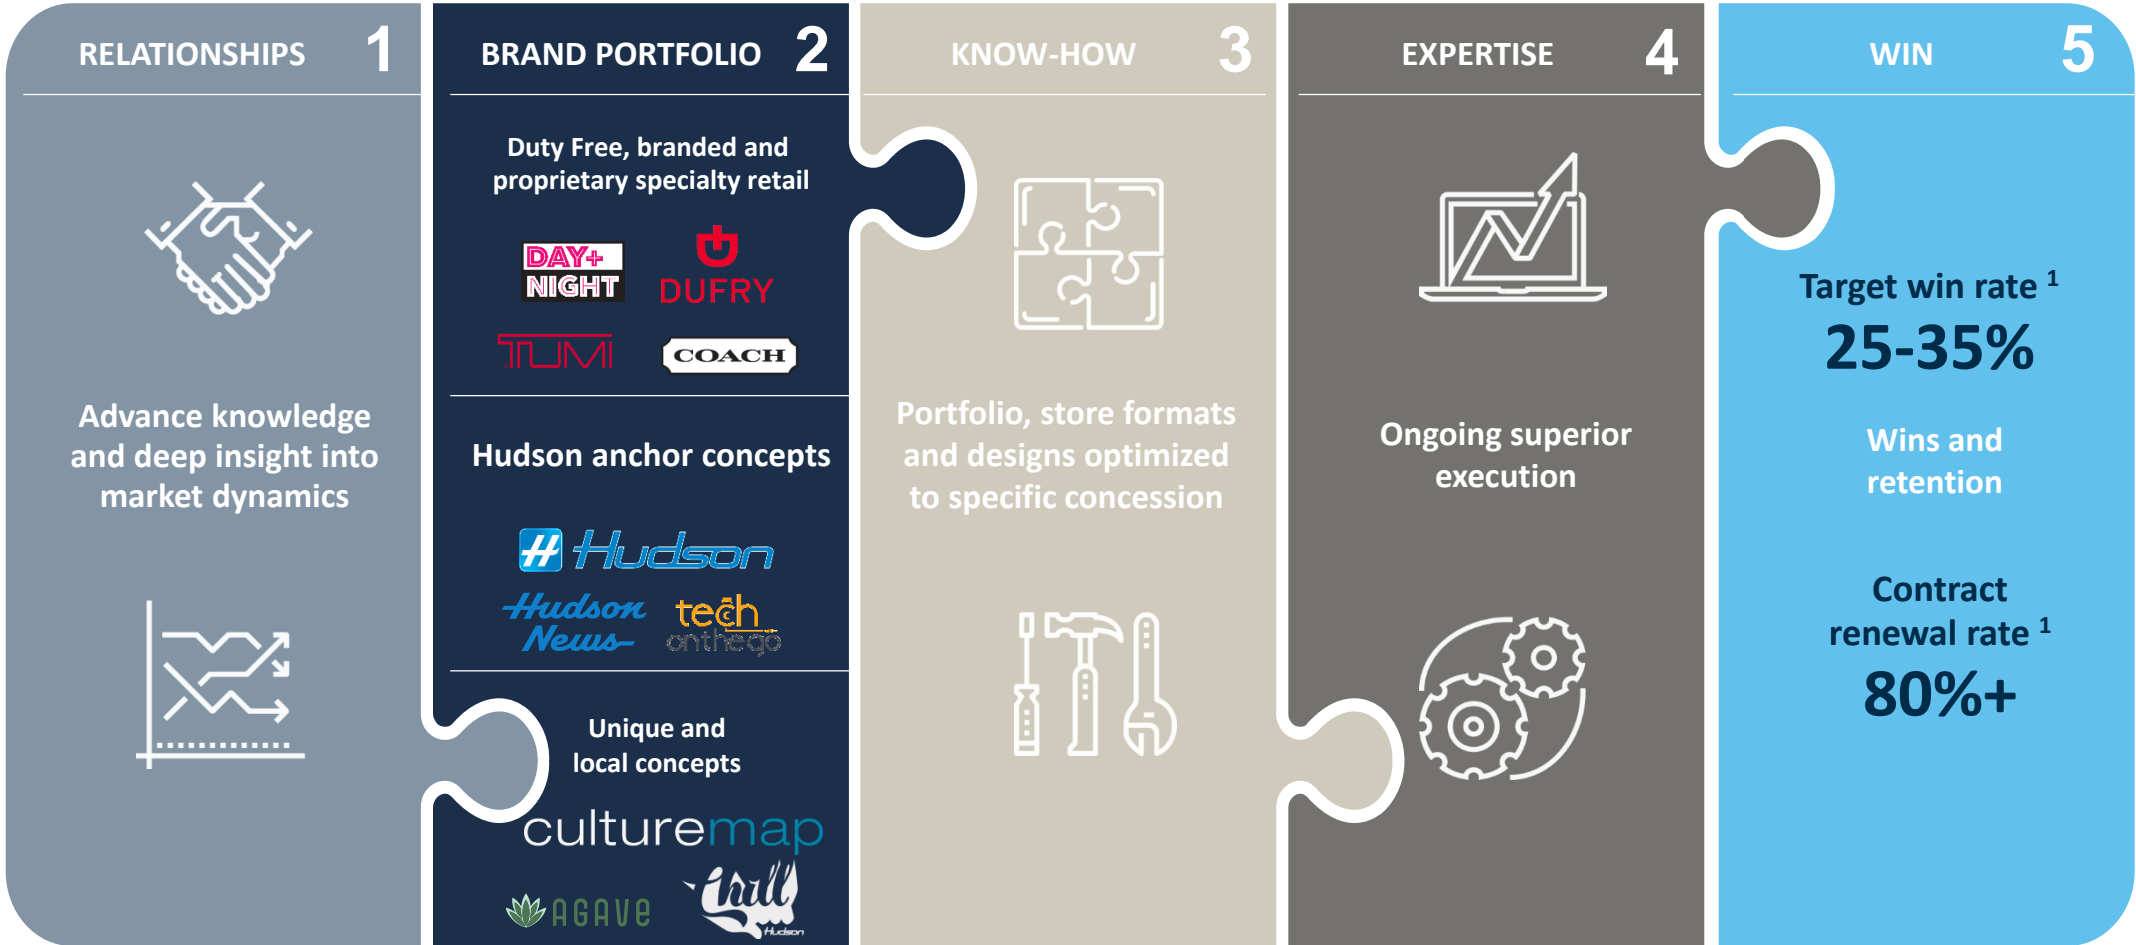 RELATIONSHIPS 1
Advance knowledge
and deep insight into
market dynamics
BRAND PORTFOLIO 2
Duty Free, branded and
proprietary specialty retail
DAY+
NIGHT
DUFRY
TUMI
COACH
Hudson anchor concepts
H Hudson
Hudson
News
tech
onthego
Unique and
local concepts
culturemap
AGAVE
chill
Hudson
KNOW-HOW 3
Portfolio, store formats
and designs optimized
to specific concession
EXPERTISE 4
Ongoing superior
execution
WIN 5
Target win rate 1
25-35%
Wins and
retention
Contract
renewal rate 1
80%+